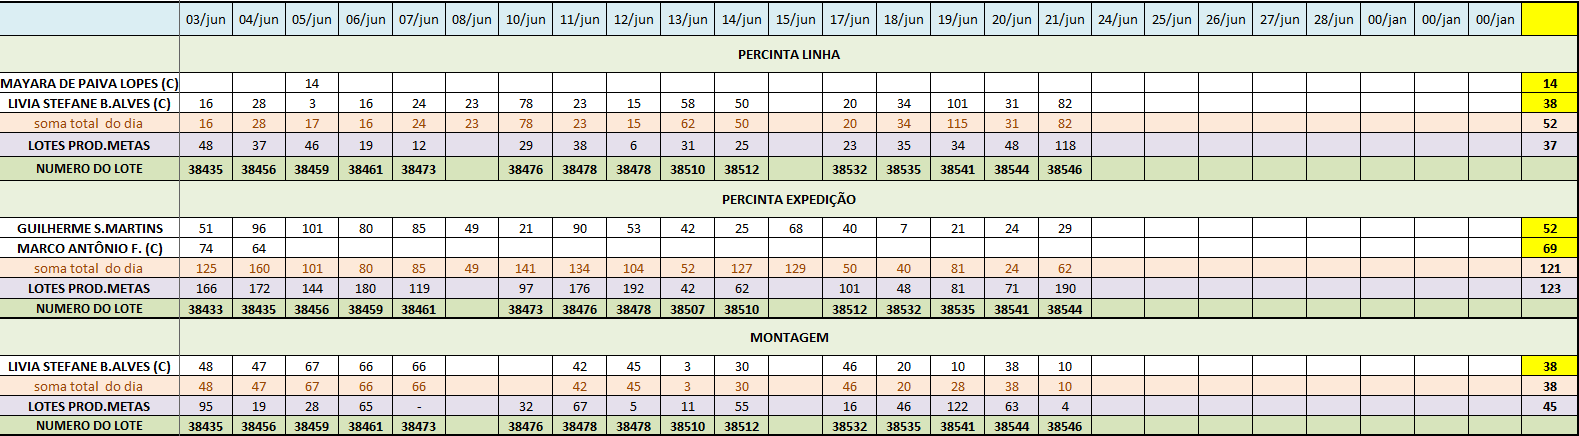 03/jun 04/jun 05/jun 06/jun 07/jun 08/jun 10/jun 11/jun 12/jun 13/jun 14/jun 15/jun 17/jun 18/jun 19/jun 20/jun 21/jun 24/jun 25/jun 26/jun 27/jun 28/jun 00/jan 00/jan 00/jan
PERCINTA LINHA
MAYARA DE PAIVA LOPES (C) 14 14
LIVIA STEFANE B.ALVES (C) 16 28 3 16 24 23 78 23 15 58 50 20 34 101 31 82 38
soma total do dia 16 28 17 16 24 23 78 23 15 62 50 20 34 115 31 82 52
LOTES PROD.METAS 48 37 46 19 12 29 38 6 31 25 23 35 34 48 118 37
NUMERO DO LOTE 38435 38456 38459 38461 38473 38476 38478 38478 38510 38512 38532 38535 38541 38544 38546
PERCINTA EXPEDIÇÃO
GUILHERME S.MARTINS 51 96 101 80 85 49 21 90 53 42 25 68 40 7 21 24 29 52
MARCO ANTÔNIO F. (C) 74 64 69
soma total do dia 125 160 101 80 85 49 141 134 104 52 127 129 50 40 81 24 62 121
LOTES PROD.METAS 166 172 144 180 119 97 176 192 42 62 101 48 81 71 190 123
NUMERO DO LOTE 38433 38435 38456 38459 38461 38473 38476 38478 38507 38510 38512 38532 38535 38541 38544
MONTAGEM
LIVIA STEFANE B.ALVES (C) 48 47 67 66 66 42 45 3 30 46 20 10 38 10 38
soma total do dia 48 47 67 66 66 42 45 3 30 46 20 28 38 10 38
LOTES PROD.METAS 95 19 28 65 - 32 67 5 11 55 16 46 122 63 4 45
NUMERO DO LOTE 38435 38456 38459 38461 38473 38476 38478 38478 38510 38512 38532 38535 38541 38544 38546